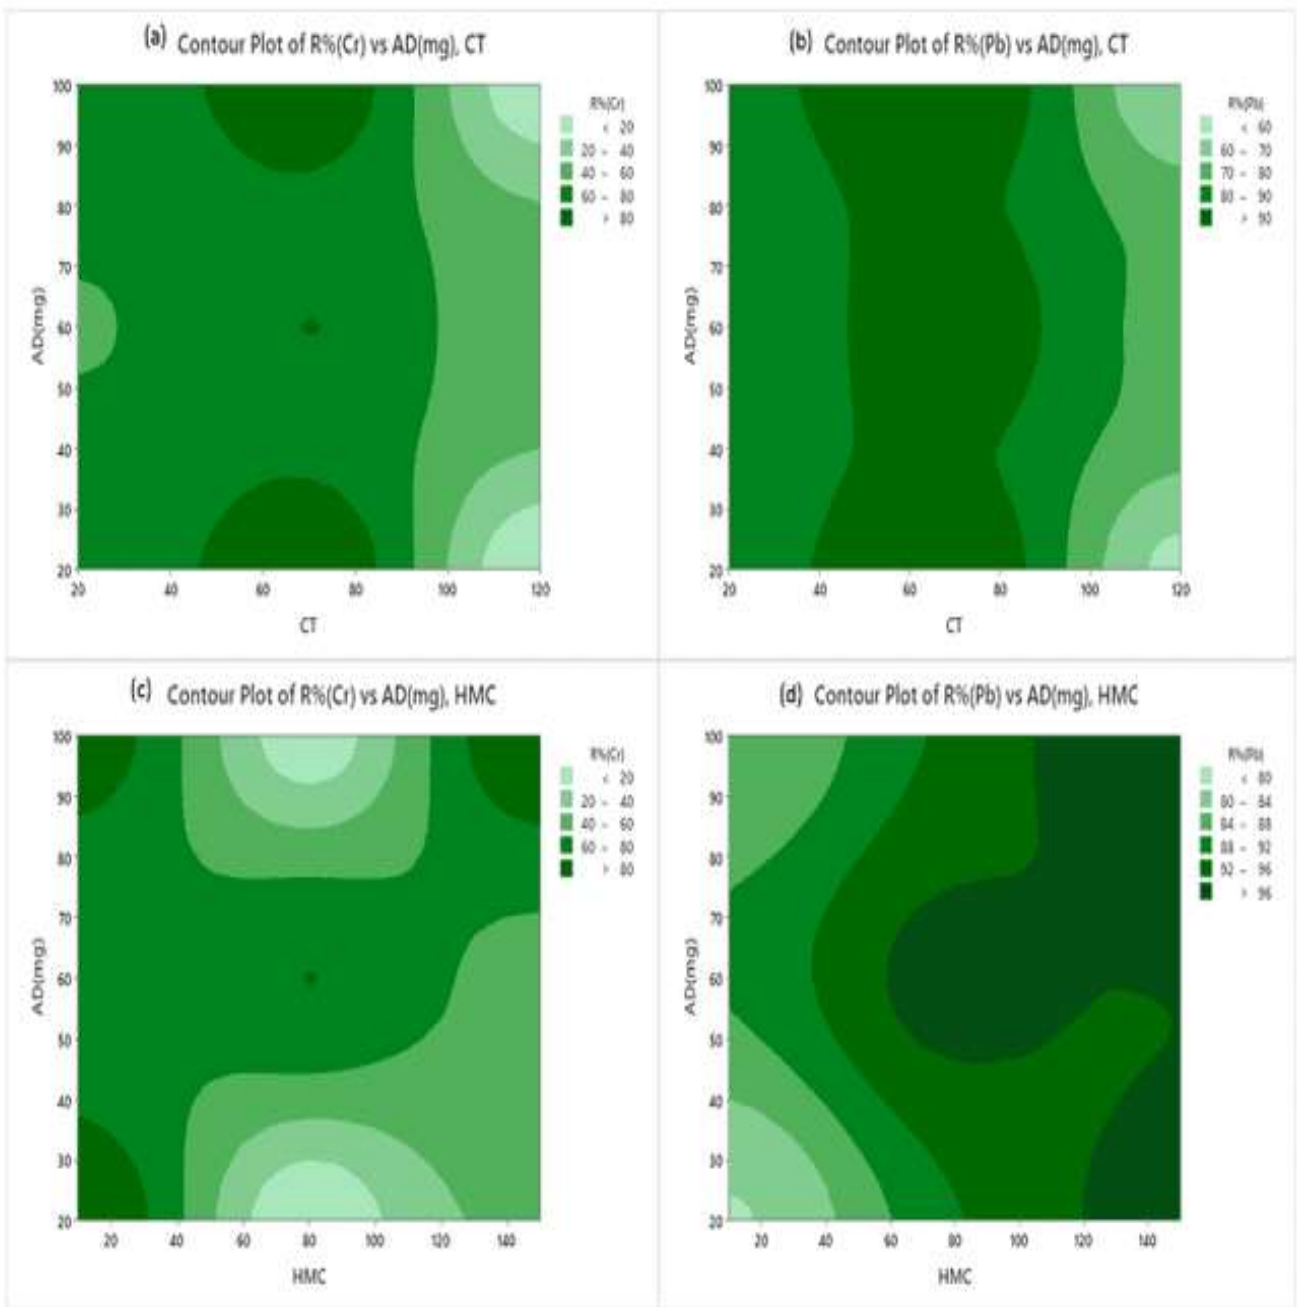 (a) Contour Plot of R%(Cr) vs AD(mg), CT
R%(Cr)
< 20
20 – 40
40 – 60
60 – 80
> 80
100
90
80
70
60
50
40
30
20
AD(mg)
20 40 60 80 100 120
CT
(b) Contour Plot of R%(Pb) vs AD(mg), CT
R%(Pb)
< 60
60 – 70
70 – 80
80 – 90
> 90
100
90
80
70
60
50
40
30
20
AD(mg)
20 40 60 80 100 120
CT
(c) Contour Plot of R%(Cr) vs AD(mg), HMC
R%(Cr)
< 20
20 – 40
40 – 60
60 – 80
> 80
100
90
80
70
60
50
40
30
20
AD(mg)
20 40 60 80 100 120 140
HMC
(d) Contour Plot of R%(Pb) vs AD(mg), HMC
R%(Pb)
< 80
80 – 84
84 – 88
88 – 92
92 – 96
> 96
100
90
80
70
60
50
40
30
20
AD(mg)
20 40 60 80 100 120 140
HMC